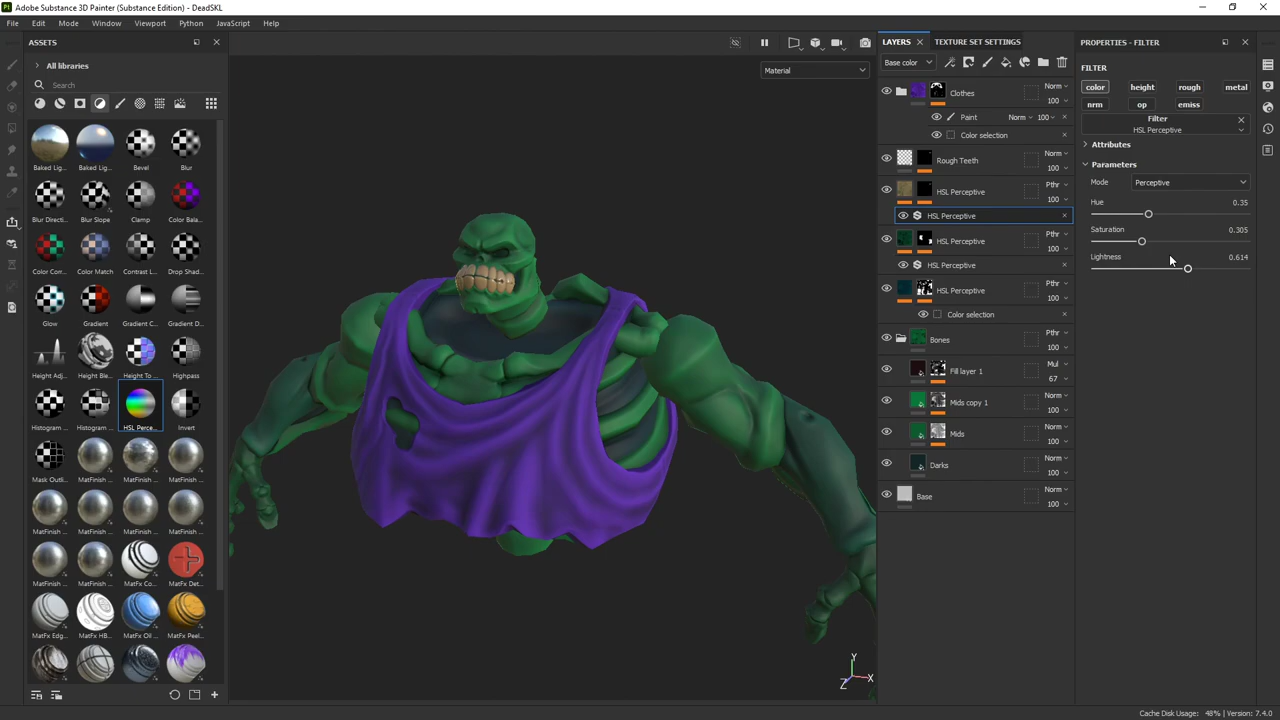 Adobe Substance 3D Painter (Substance Edition) - DeadSKL
File Edit Mode Window Viewport Python JavaScript Help
ASSETS
All libraries
Search
Baked Lig... Baked Lig... Bevel Blur
Blur Directi... Blur Slope Clamp Color Bala...
Color Corr... Color Match Contrast L... Drop Shad...
Glow Gradient Gradient C... Gradient D...
Height Adj... Height Ble... Height To ... Highpass
Histogram ... Histogram ... HSL Perce... Invert
Mask Outli... MatFinish ... MatFinish ... MatFinish ...
MatFinish ... MatFinish ... MatFinish ... MatFinish ...
MatFinish ... MatFinish ... MatFx Co... MatFx Det...
MatFx Edg... MatFx HB... MatFx Oil ... MatFx Peel...
Material
Y
Z X
LAYERS TEXTURE SET SETTINGS
Base color
Clothes Norm 100
Paint Norm 100
Color selection
Rough Teeth Norm 100
HSL Perceptive Pthr 100
HSL Perceptive
HSL Perceptive Pthr 100
HSL Perceptive
HSL Perceptive Pthr 100
Color selection
Bones Pthr 100
Fill layer 1 Mul 67
Mids copy 1 Norm 100
Mids Norm 100
Darks Norm 100
Base Norm 100
PROPERTIES - FILTER
FILTER
color height rough metal
nrm op emiss
Filter
HSL Perceptive
Attributes
Parameters
Mode Perceptive
Hue 0.35
Saturation 0.305
Lightness 0.614
Cache Disk Usage: 48% | Version: 7.4.0